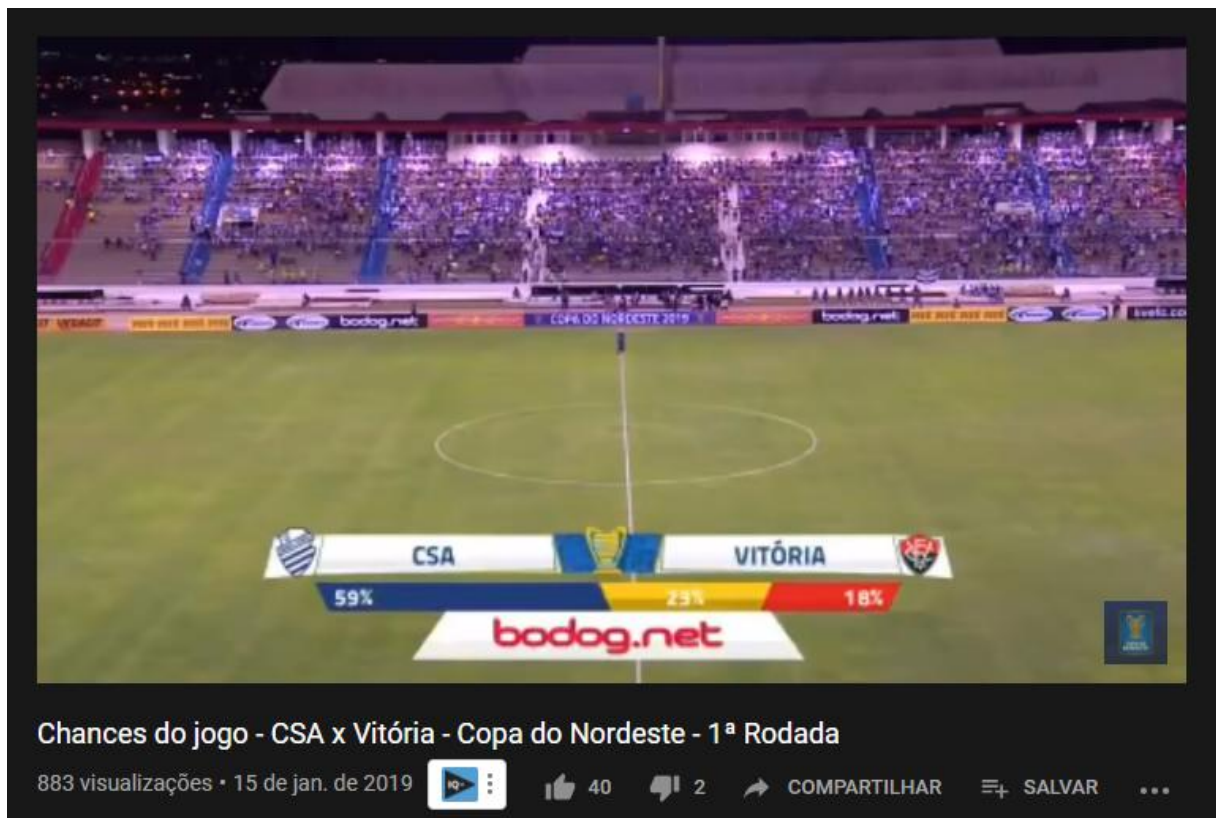 bodog.net
COPA DO NORDESTE 2019
bodog.net
CSA
VITÓRIA
59%
23%
18%
bodog.net
Chances do jogo - CSA x Vitória - Copa do Nordeste - 1ª Rodada
883 visualizações • 15 de jan. de 2019
IQ
40
2
COMPARTILHAR
SALVAR